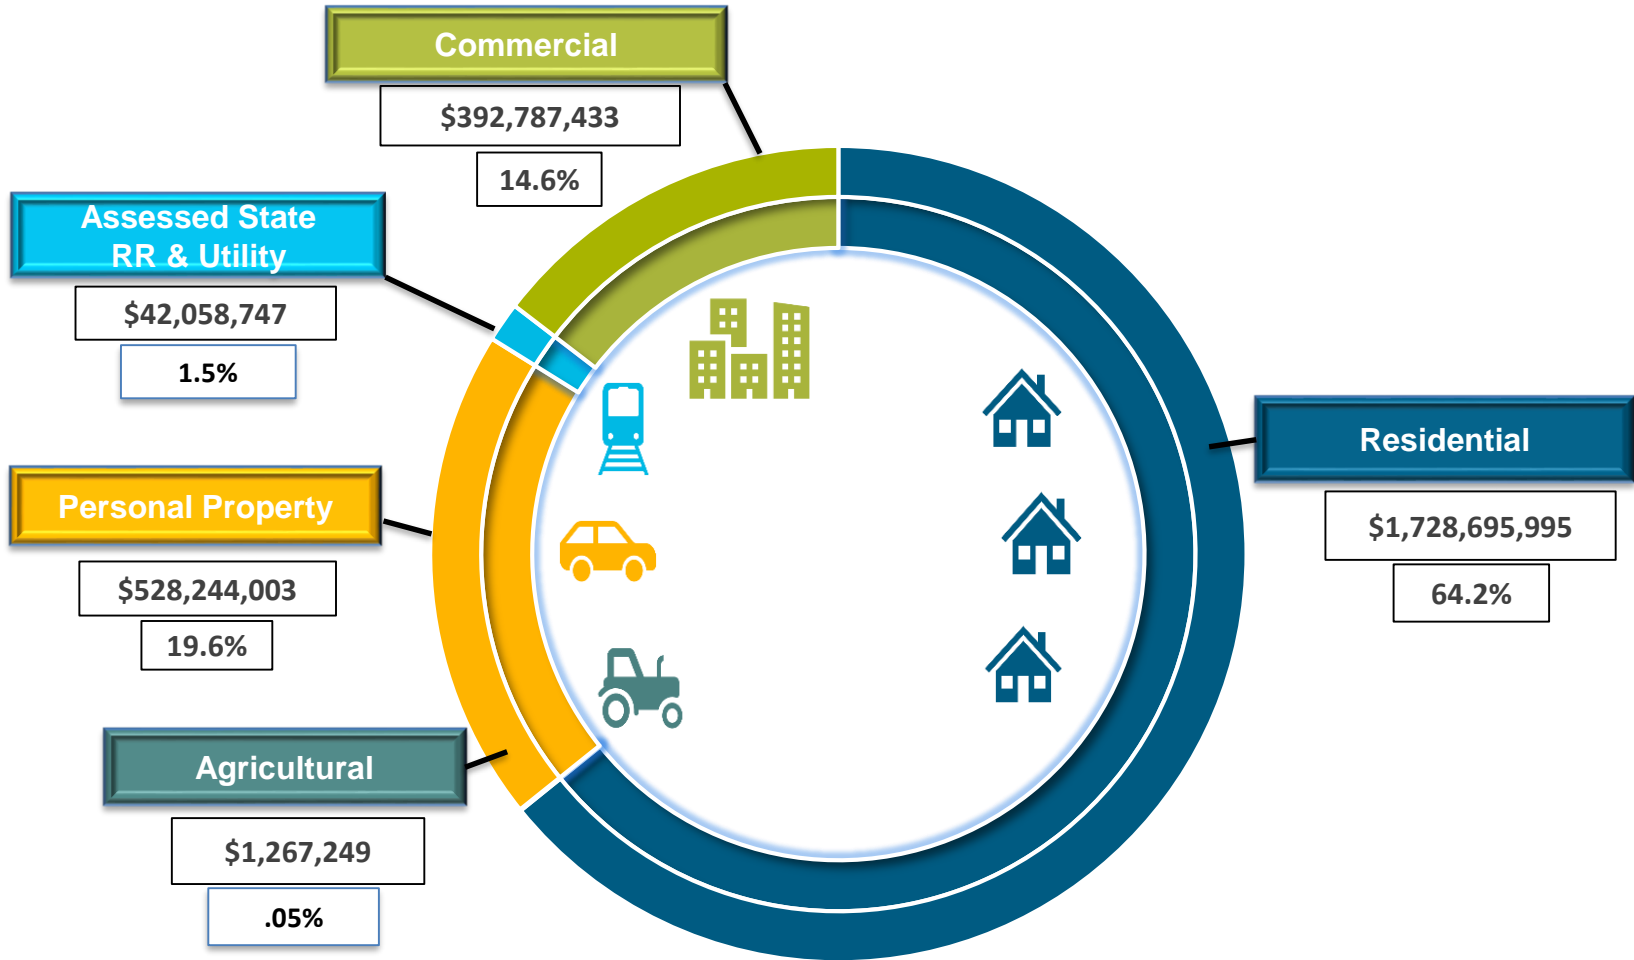 Commercial
$392,787,433
14.6%
Assessed State
RR & Utility
$42,058,747
1.5%
Personal Property
$528,244,003
19.6%
Agricultural
$1,267,249
.05%
Residential
$1,728,695,995
64.2%